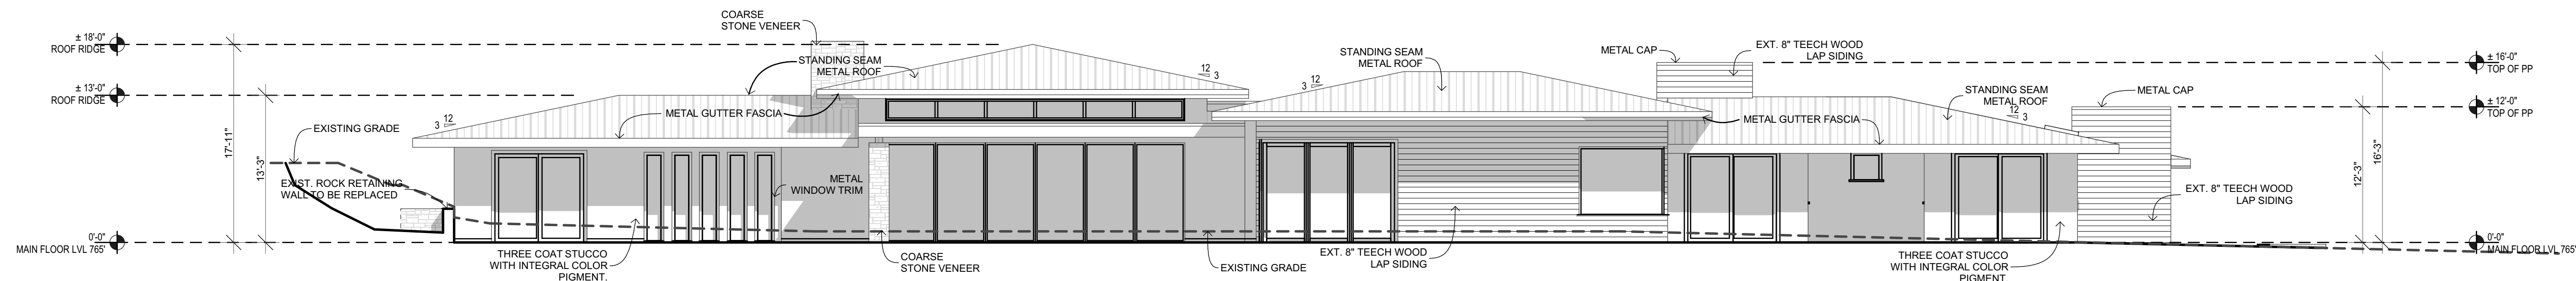 COARSE
STONE VENEER
± 18'-0"
ROOF RIDGE
± 13'-0"
ROOF RIDGE
17'-11"
13'-3"
EXISTING GRADE
3
12
EXIST. ROCK RETAINING
WALL TO BE REPLACED
0'-0"
MAIN FLOOR LVL 765'
STANDING SEAM
METAL ROOF
METAL GUTTER FASCIA
METAL
WINDOW TRIM
THREE COAT STUCCO
WITH INTEGRAL COLOR
PIGMENT.
COARSE
STONE VENEER
12
3
3
12
STANDING SEAM
METAL ROOF
EXISTING GRADE
EXT. 8" TEECH WOOD
LAP SIDING
METAL CAP
EXT. 8" TEECH WOOD
LAP SIDING
METAL GUTTER FASCIA
STANDING SEAM
METAL ROOF
12
3
METAL CAP
EXT. 8" TEECH WOOD
LAP SIDING
THREE COAT STUCCO
WITH INTEGRAL COLOR
PIGMENT.
12'-3"
16'-3"
± 16'-0"
TOP OF PP
± 12'-0"
TOP OF PP
0'-0"
MAIN FLOOR LVL 765'